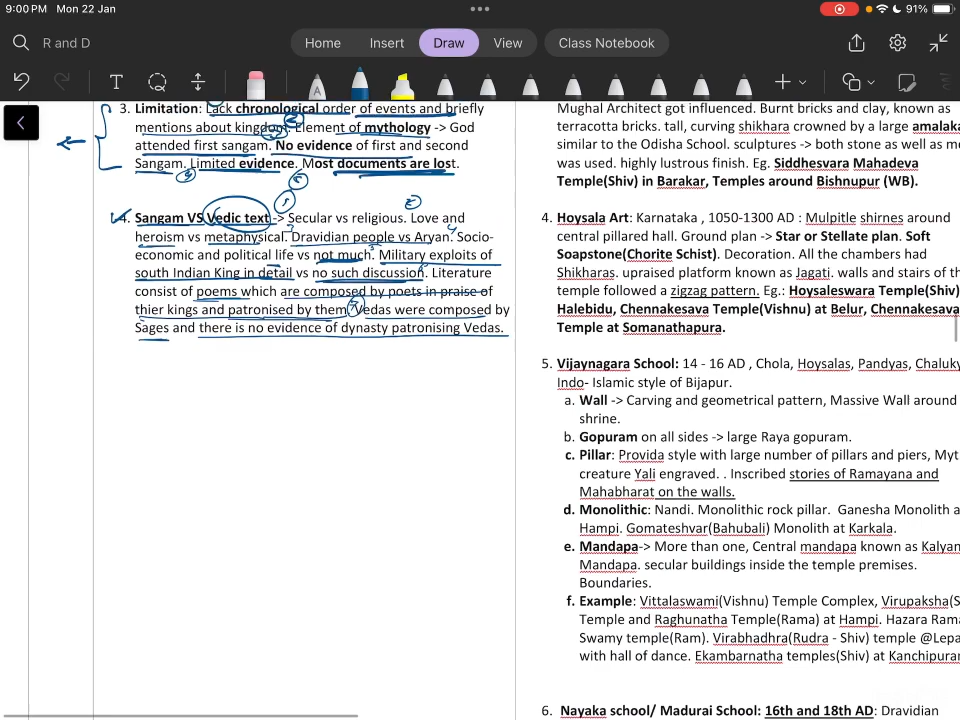 9:00 PM Mon 22 Jan
91%
R and D
Home Insert Draw View Class Notebook
3. Limitation: Lack chronological order of events and briefly
mentions about kingdom. Element of mythology -> God
attended first sangam. No evidence of first and second
Sangam. Limited evidence. Most documents are lost.
4. Sangam VS Vedic text -> Secular vs religious. Love and
heroism vs metaphysical. Dravidian people vs Aryan. Socio-
economic and political life vs not much. Military exploits of
south Indian King in detail vs no such discussion. Literature
consist of poems which are composed by poets in praise of
thier kings and patronised by them. Vedas were composed by
Sages and there is no evidence of dynasty patronising Vedas.
Mughal Architect got influenced. Burnt bricks and clay, known as
terracotta bricks. tall, curving shikhara crowned by a large amalaka
similar to the Odisha School. sculptures -> both stone as well as me
was used. highly lustrous finish. Eg. Siddhesvara Mahadeva
Temple(Shiv) in Barakar, Temples around Bishnupur (WB).
4. Hoysala Art: Karnataka , 1050-1300 AD : Mulpitle shirnes around
central pillared hall. Ground plan -> Star or Stellate plan. Soft
Soapstone(Chorite Schist). Decoration. All the chambers had
Shikharas. upraised platform known as Jagati. walls and stairs of th
temple followed a zigzag pattern. Eg.: Hoysaleswara Temple(Shiv)
Halebidu, Chennakesava Temple(Vishnu) at Belur, Chennakesava
Temple at Somanathapura.
5. Vijaynagara School: 14 - 16 AD , Chola, Hoysalas, Pandyas, Chaluky
Indo- Islamic style of Bijapur.
a. Wall -> Carving and geometrical pattern, Massive Wall around
shrine.
b. Gopuram on all sides -> large Raya gopuram.
c. Pillar: Provida style with large number of pillars and piers, Myt
creature Yali engraved. . Inscribed stories of Ramayana and
Mahabharat on the walls.
d. Monolithic: Nandi. Monolithic rock pillar. Ganesha Monolith a
Hampi. Gomateshvar(Bahubali) Monolith at Karkala.
e. Mandapa-> More than one, Central mandapa known as Kalyan
Mandapa. secular buildings inside the temple premises.
Boundaries.
f. Example: Vittalaswami(Vishnu) Temple Complex, Virupaksha(S
Temple and Raghunatha Temple(Rama) at Hampi. Hazara Rama
Swamy temple(Ram). Virabhadhra(Rudra - Shiv) temple @Lepa
with hall of dance. Ekambarnatha temples(Shiv) at Kanchipuram
6. Nayaka school/ Madurai School: 16th and 18th AD: Dravidian